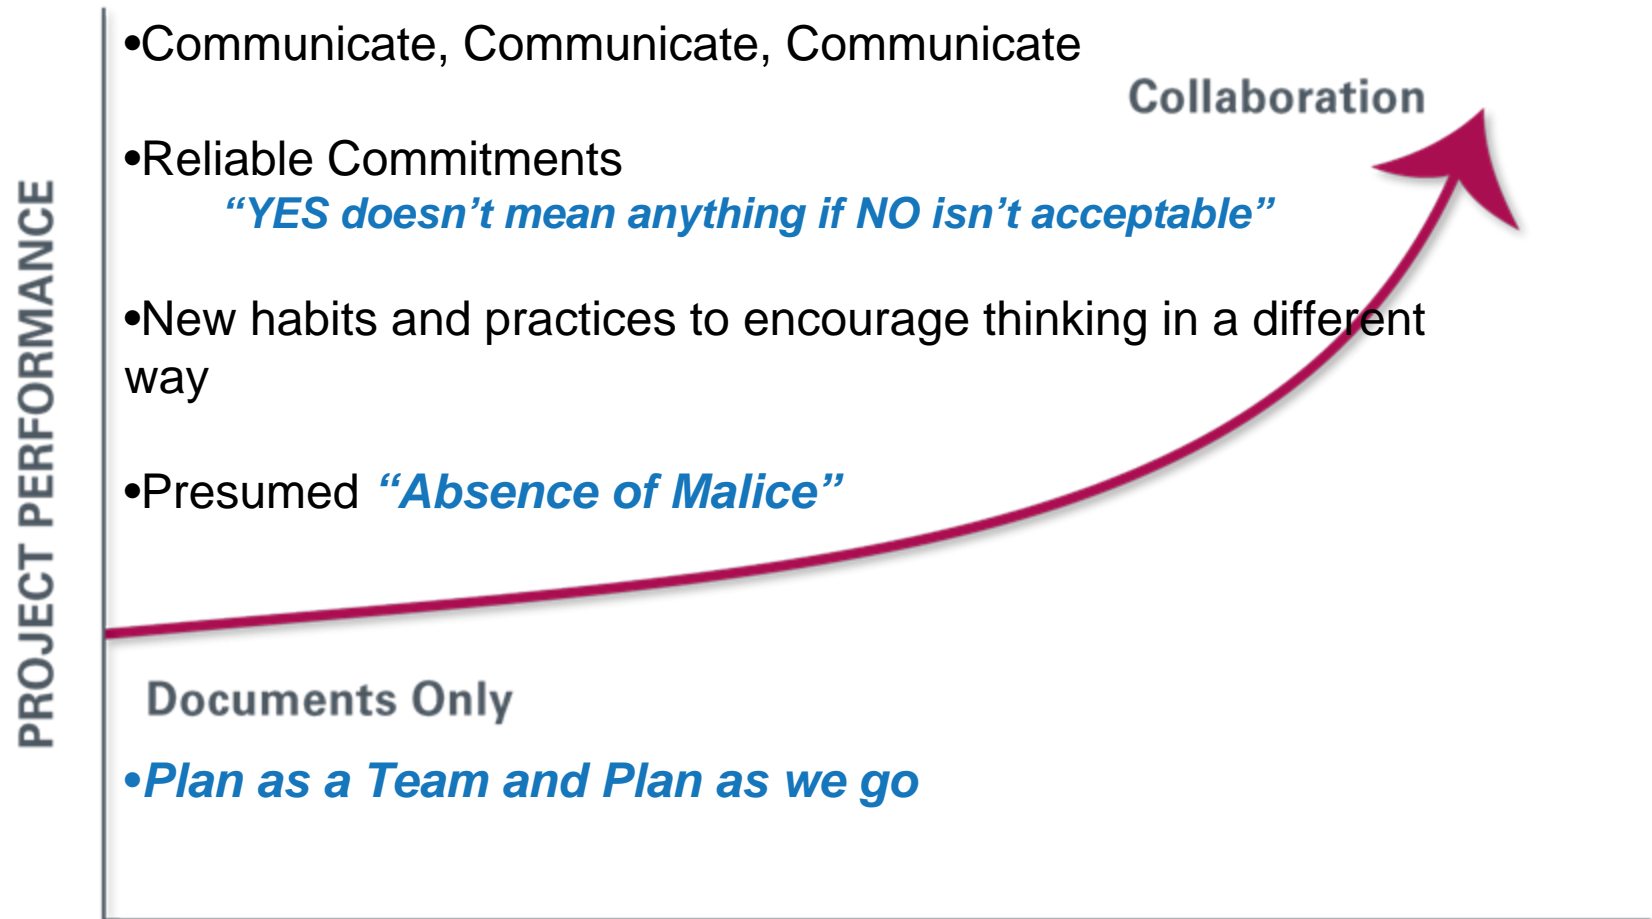 •Communicate, Communicate, Communicate
Collaboration
•Reliable Commitments
“YES doesn’t mean anything if NO isn’t acceptable”
•New habits and practices to encourage thinking in a different
way
•Presumed “Absence of Malice”
PROJECT PERFORMANCE
Documents Only
•Plan as a Team and Plan as we go